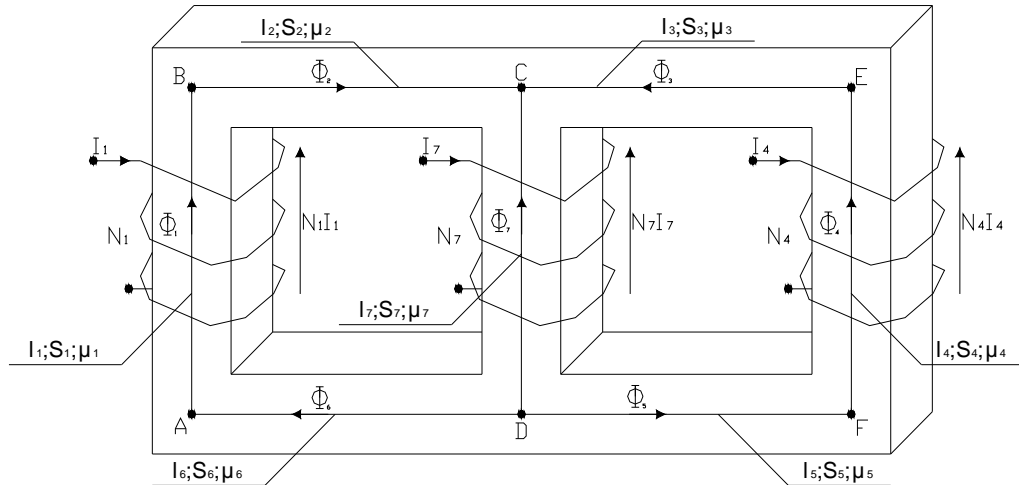 l₂;S₂;μ₂
l₃;S₃;μ₃
B
Φ₂
C
Φ₃
E
I₁
I₇
I₄
N₁
Φ₁
N₁I₁
N₇
Φ₇
N₇I₇
N₄
Φ₄
N₄I₄
l₇;S₇;μ₇
l₁;S₁;μ₁
l₄;S₄;μ₄
A
Φ₆
D
Φ₅
F
l₆;S₆;μ₆
l₅;S₅;μ₅